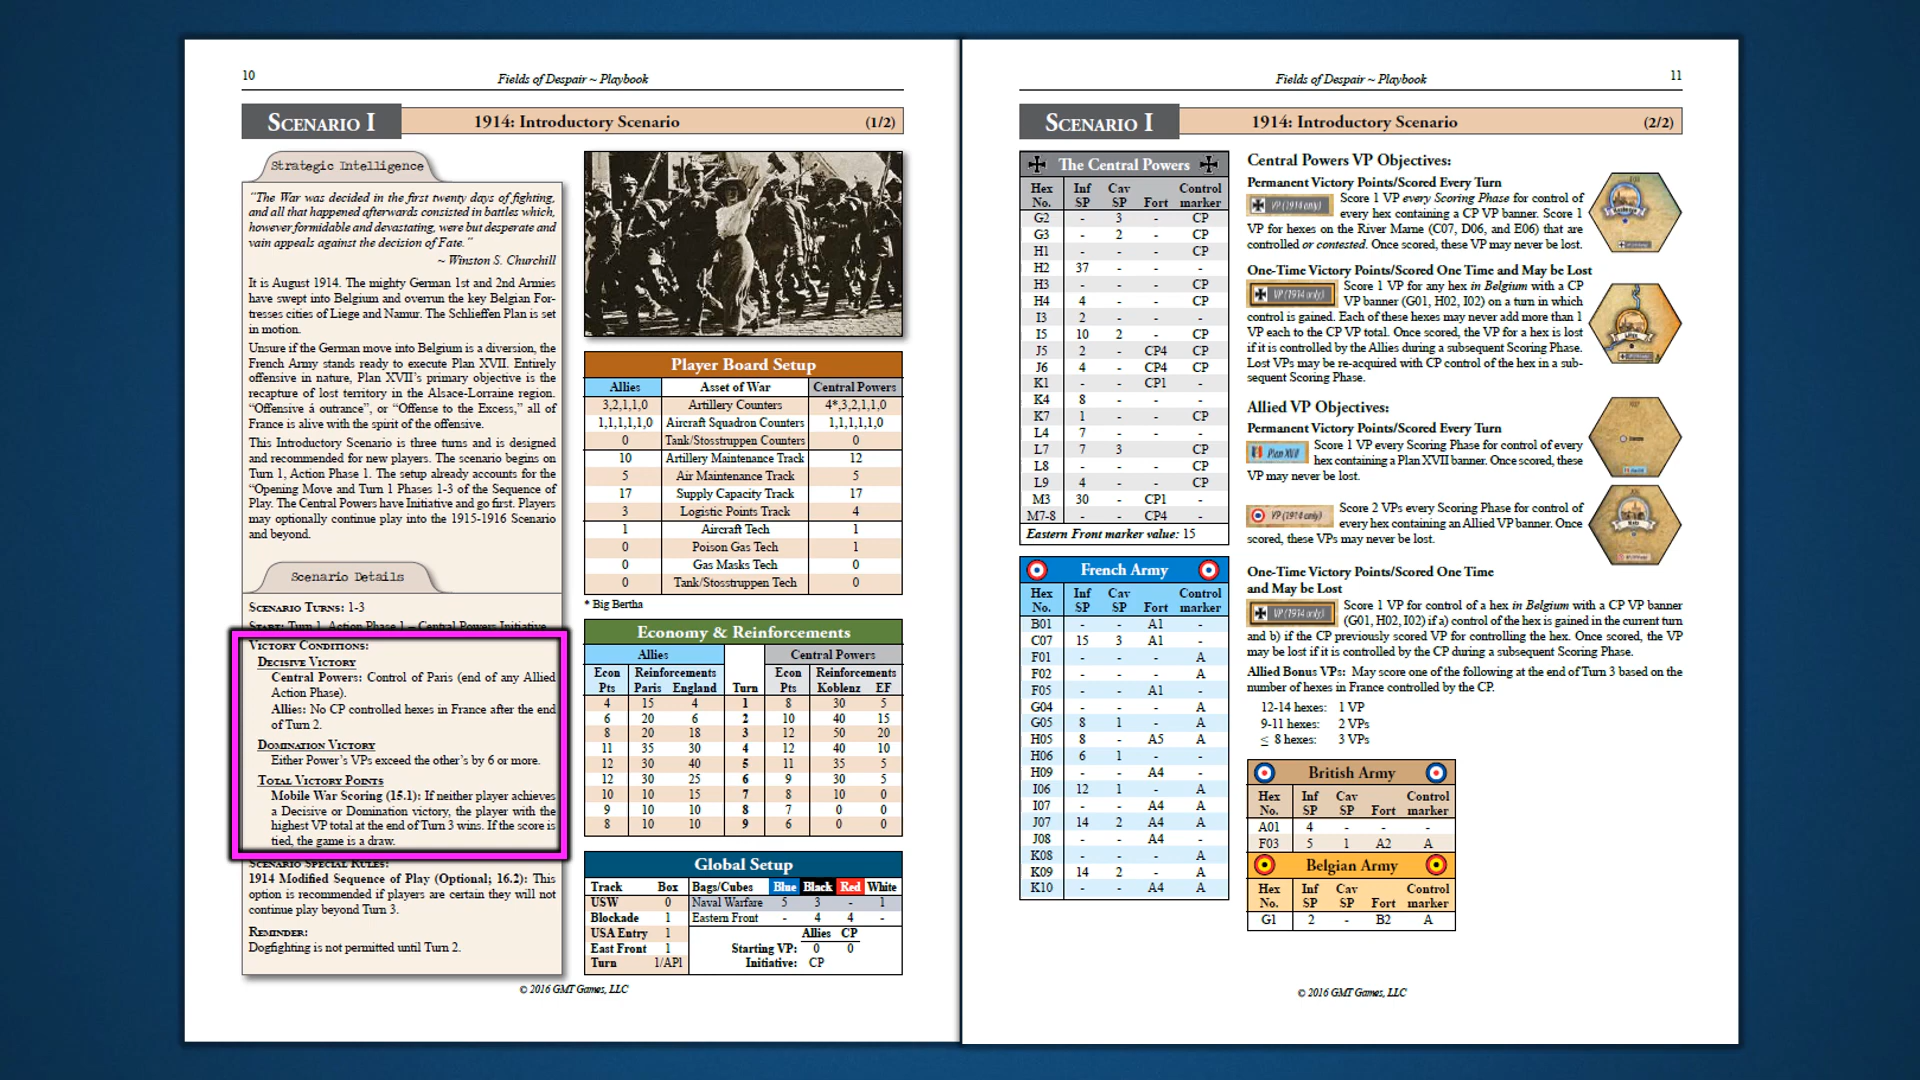 10
Fields of Despair ~ Playbook
SCENARIO I
1914: Introductory Scenario
(1/2)
Strategic Intelligence
"The War was decided in the first twenty days of fighting,
and all that happened afterwards consisted in battles which,
however formidable and devastating, were but desperate and
vain appeals against the decision of Fate."
~ Winston S. Churchill
It is August 1914. The mighty German 1st and 2nd Armies
have swept into Belgium and overrun the key Belgian For-
tresses cities of Liege and Namur. The Schlieffen Plan is set
in motion.
Unsure if the German move into Belgium is a diversion, the
French Army stands ready to execute Plan XVII. Entirely
offensive in nature, Plan XVII's primary objective is the
recapture of lost territory in the Alsace-Lorraine region.
"Offensive á outrance", or "Offense to the Excess," all of
France is alive with the spirit of the offensive.
This Introductory Scenario is three turns and is designed
and recommended for new players. The scenario begins on
Turn 1, Action Phase 1. The setup already accounts for the
"Opening Move and Turn 1 Phases 1-3 of the Sequence of
Play. The Central Powers have Initiative and go first. Players
may optionally continue play into the 1915-1916 Scenario
and beyond.
Scenario Details
SCENARIO TURNS: 1-3
START: Turn 1, Action Phase 1 – Central Powers Initiative
VICTORY CONDITIONS:
DECISIVE VICTORY
Central Powers: Control of Paris (end of any Allied
Action Phase).
Allies: No CP controlled hexes in France after the end
of Turn 2.
DOMINATION VICTORY
Either Power's VPs exceed the other's by 6 or more.
TOTAL VICTORY POINTS
Mobile War Scoring (15.1): If neither player achieves
a Decisive or Domination victory, the player with the
highest VP total at the end of Turn 3 wins. If the score is
tied, the game is a draw.
SCENARIO SPECIAL RULES:
1914 Modified Sequence of Play (Optional; 16.2): This
option is recommended if players are certain they will not
continue play beyond Turn 3.
REMINDER:
Dogfighting is not permitted until Turn 2.
Player Board Setup
Allies Asset of War Central Powers
3,2,1,1,0 Artillery Counters 4*,3,2,1,1,0
1,1,1,1,1,0 Aircraft Squadron Counters 1,1,1,1,1,0
0 Tank/Stosstruppen Counters 0
10 Artillery Maintenance Track 12
5 Air Maintenance Track 5
17 Supply Capacity Track 17
3 Logistic Points Track 4
1 Aircraft Tech 1
0 Poison Gas Tech 1
0 Gas Masks Tech 0
0 Tank/Stosstruppen Tech 0
* Big Bertha
Economy & Reinforcements
Allies Central Powers
Econ Reinforcements Econ Reinforcements
Pts Paris England Turn Pts Koblenz EF
4 15 4 1 8 30 5
6 20 6 2 10 40 15
8 20 18 3 12 50 20
11 35 30 4 12 40 10
12 30 40 5 11 35 5
12 30 25 6 9 30 5
10 10 15 7 8 10 0
9 10 10 8 7 0 0
8 10 10 9 6 0 0
Global Setup
Track Box Bags/Cubes Blue Black Red White
USW 0 Naval Warfare 5 3 - 1
Blockade 1 Eastern Front - 4 4 -
USA Entry 1 Allies CP
East Front 1 Starting VP: 0 0
Turn 1/AP1 Initiative: CP
© 2016 GMT Games, LLC
Fields of Despair ~ Playbook
11
SCENARIO I
1914: Introductory Scenario
(2/2)
The Central Powers
Hex Inf Cav Control
No. SP SP Fort marker
G2 - 3 - CP
G3 - 2 - CP
H1 - - - CP
H2 37 - - -
H3 - - - CP
H4 4 - - CP
I3 2 - - -
I5 10 2 - CP
J5 2 - CP4 CP
J6 4 - CP4 CP
K1 - - CP1 -
K4 8 - - -
K7 1 - - CP
L4 7 - - -
L7 7 3 - CP
L8 - - - CP
L9 4 - - CP
M3 30 - CP1 -
M7-8 - - CP4 -
Eastern Front marker value: 15
French Army
Hex Inf Cav Control
No. SP SP Fort marker
B01 - - A1 -
C07 15 3 A1 -
F01 - - - A
F02 - - - A
F05 - - A1 -
G04 - - - A
G05 8 1 - A
H05 8 - A5 A
H06 6 1 - -
H09 - - A4 -
I06 12 1 - A
I07 - - A4 A
J07 14 2 A4 A
J08 - - A4 -
K08 - - - A
K09 14 2 - A
K10 - - A4 A
Central Powers VP Objectives:
Permanent Victory Points/Scored Every Turn
VP (1914 only)
Score 1 VP every Scoring Phase for control of
every hex containing a CP VP banner. Score 1
VP for hexes on the River Marne (C07, D06, and E06) that are
controlled or contested. Once scored, these VP may never be lost.
One-Time Victory Points/Scored One Time and May be Lost
VP (1914 only)
Score 1 VP for any hex in Belgium with a CP
VP banner (G01, H02, I02) on a turn in which
control is gained. Each of these hexes may never add more than 1
VP each to the CP VP total. Once scored, the VP for a hex is lost
if it is controlled by the Allies during a subsequent Scoring Phase.
Lost VPs may be re-acquired with CP control of the hex in a sub-
sequent Scoring Phase.
Allied VP Objectives:
Permanent Victory Points/Scored Every Turn
Plan XVII
Score 1 VP every Scoring Phase for control of every
hex containing a Plan XVII banner. Once scored, these
VP may never be lost.
VP (1914 only)
Score 2 VPs every Scoring Phase for control of
every hex containing an Allied VP banner. Once
scored, these VPs may never be lost.
One-Time Victory Points/Scored One Time
and May be Lost
VP (1914 only)
Score 1 VP for control of a hex in Belgium with a CP VP banner
(G01, H02, I02) if a) control of the hex is gained in the current turn
and b) if the CP previously scored VP for controlling the hex. Once scored, the VP
may be lost if it is controlled by the CP during a subsequent Scoring Phase.
Allied Bonus VPs: May score one of the following at the end of Turn 3 based on the
number of hexes in France controlled by the CP.
12-14 hexes: 1 VP
9-11 hexes: 2 VPs
≤ 8 hexes: 3 VPs
British Army
Hex Inf Cav Control
No. SP SP Fort marker
A01 4 - - -
F03 5 1 A2 A
Belgian Army
Hex Inf Cav Control
No. SP SP Fort marker
G1 2 - B2 A
© 2016 GMT Games, LLC